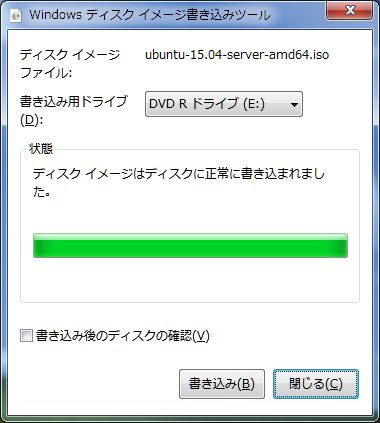 Windows ディスク イメージ書き込みツール
ディスク イメージ
ファイル:
ubuntu-15.04-server-amd64.iso
書き込み用ドライブ
(D):
DVD R ドライブ (E:)
状態
ディスク イメージはディスクに正常に書き込まれまし
た。
書き込み後のディスクの確認(V)
書き込み(B)
閉じる(C)